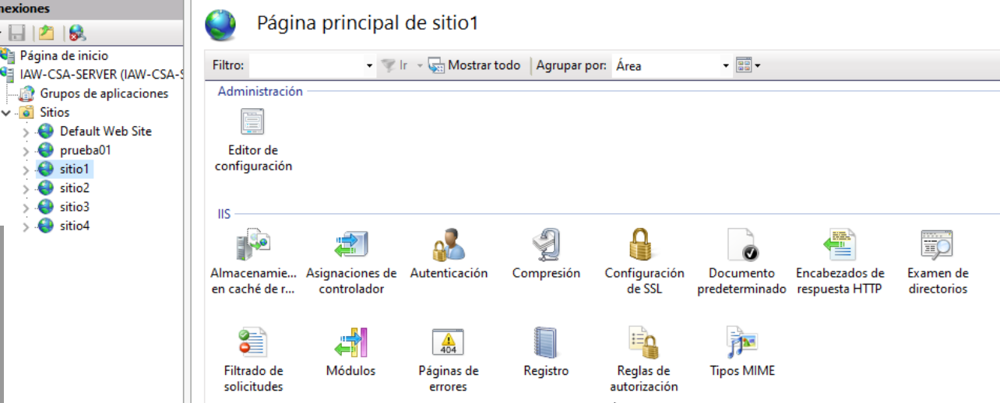 nexiones
Página principal de sitio1
Página de inicio
IAW-CSA-SERVER (IAW-CSA-S
Grupos de aplicaciones
Sitios
Default Web Site
prueba01
sitio1
sitio2
sitio3
sitio4
Filtro:
Ir
Mostrar todo
Agrupar por:
Área
Administración
Editor de
configuración
IIS
Almacenamie...
en caché de r...
Asignaciones de
controlador
Autenticación
Compresión
Configuración
de SSL
Documento
predeterminado
Encabezados de
respuesta HTTP
Examen de
directorios
Filtrado de
solicitudes
Módulos
404
Páginas de
errores
Registro
Reglas de
autorización
Tipos MIME